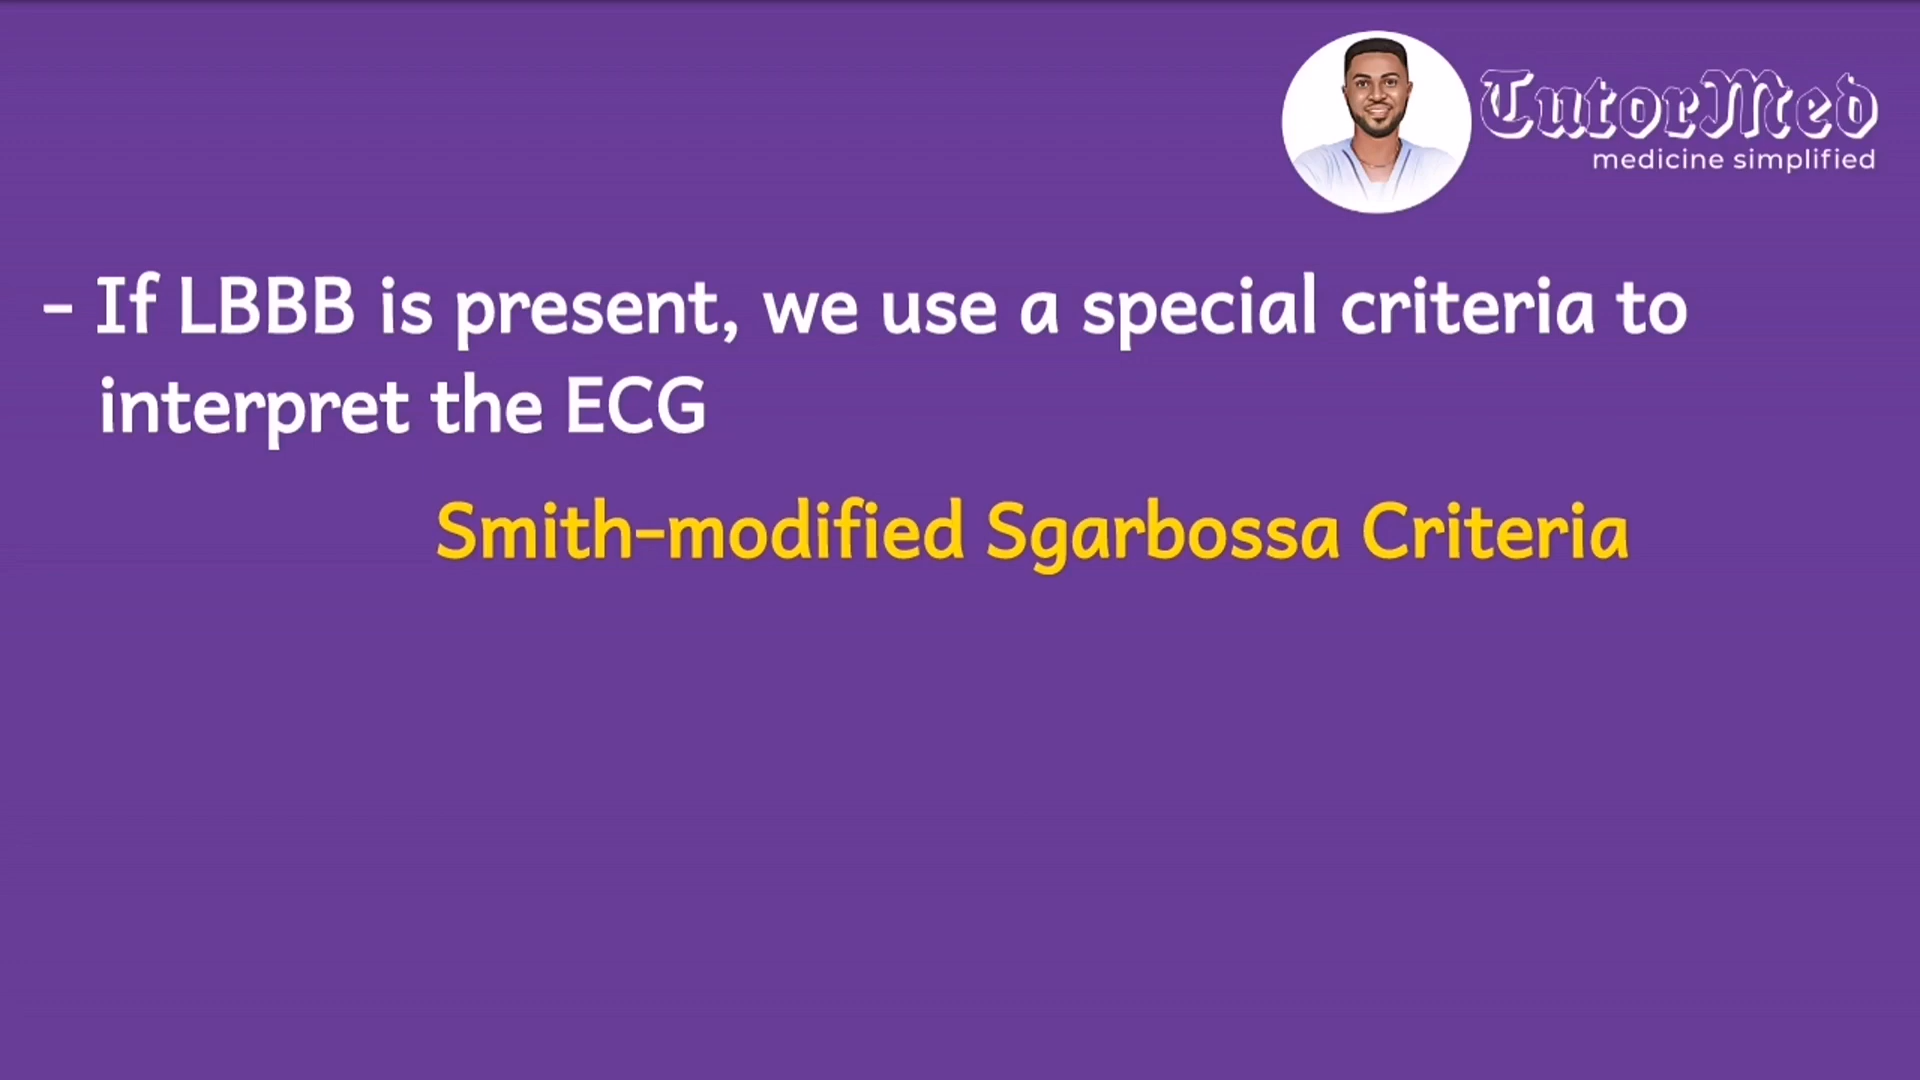 TutorMed
medicine simplified
- If LBBB is present, we use a special criteria to
interpret the ECG
Smith-modified Sgarbossa Criteria